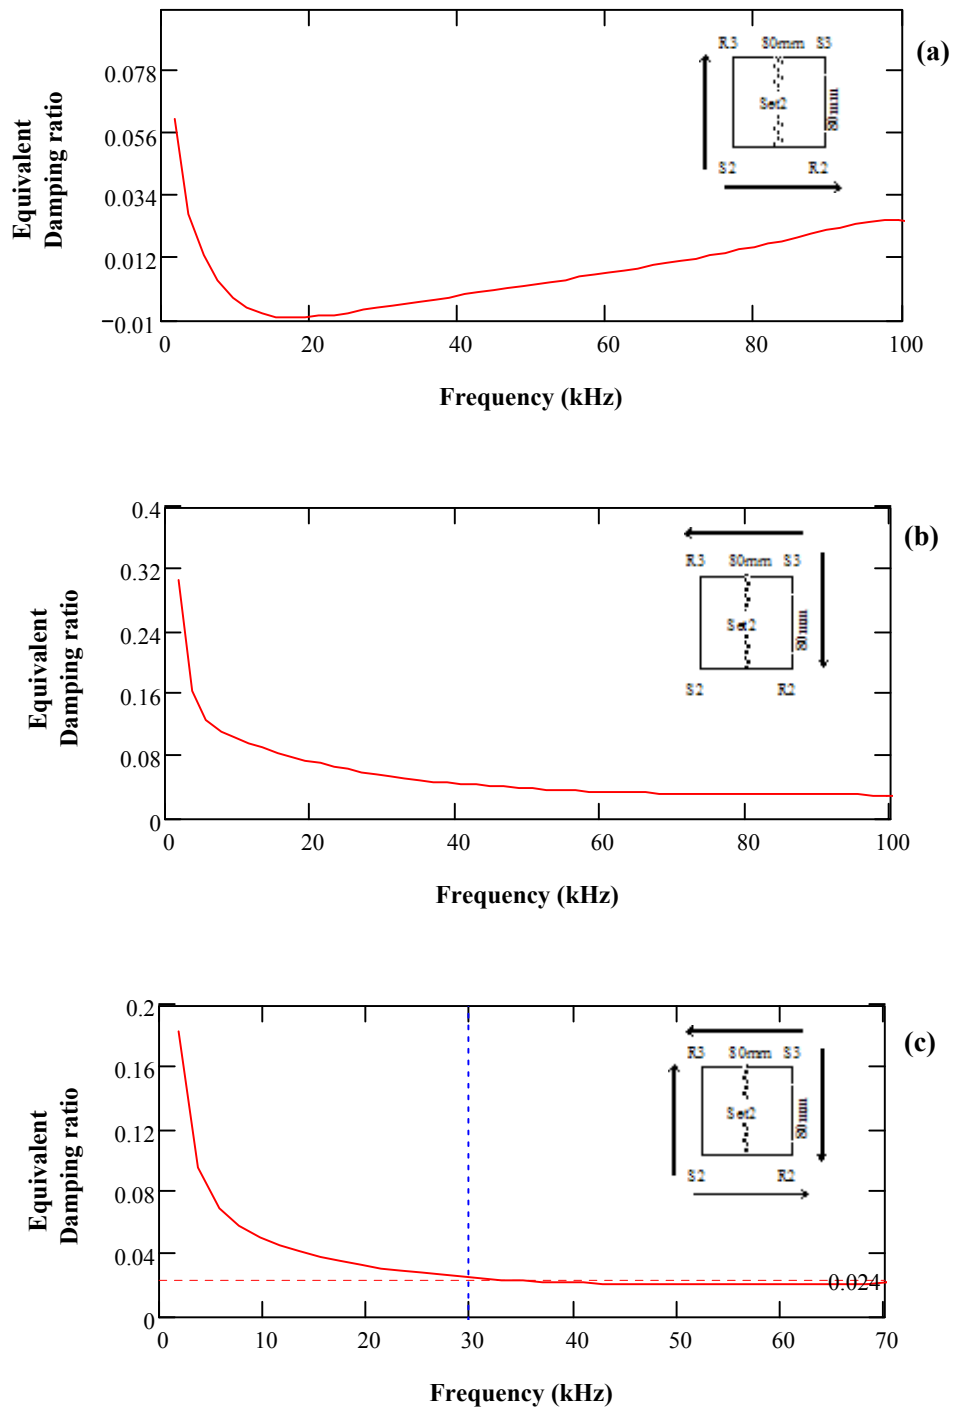 (a)
R3 80mm S3
0.078
0.056
0.034
0.012
−0.01
Equivalent
Damping ratio
Set2
80mm
S2 R2
0 20 40 60 80 100
Frequency (kHz)
(b)
0.4
0.32
0.24
0.16
0.08
0
Equivalent
Damping ratio
R3 80mm S3
Set2
80mm
S2 R2
0 20 40 60 80 100
Frequency (kHz)
(c)
0.2
0.16
0.12
0.08
0.04
0
Equivalent
Damping ratio
R3 80mm S3
Set2
80mm
S2 R2
0.024
0 10 20 30 40 50 60 70
Frequency (kHz)